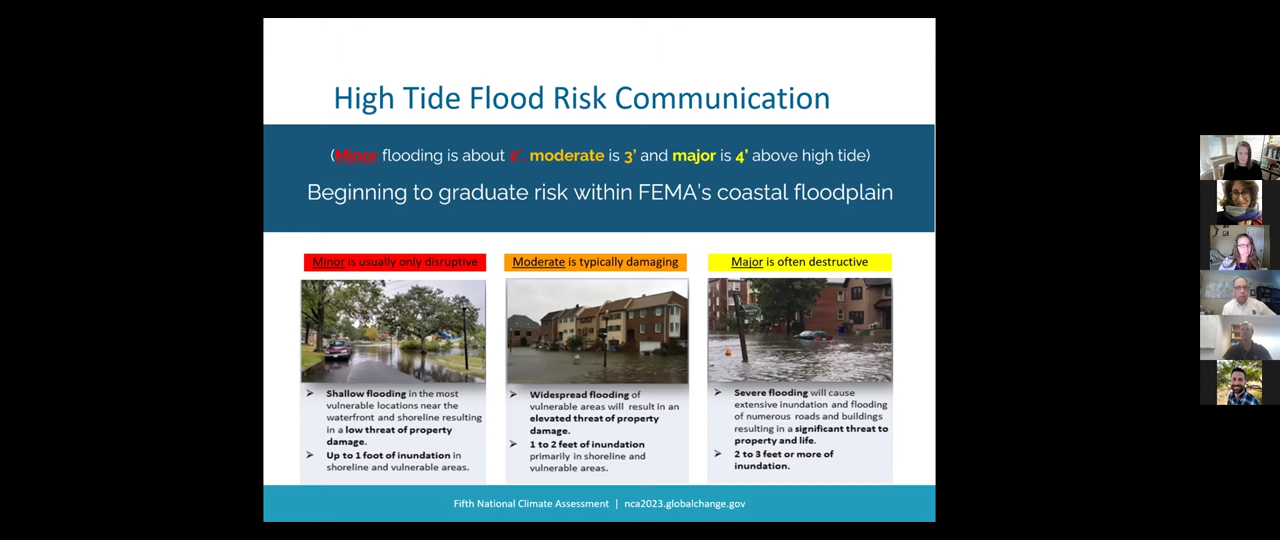 High Tide Flood Risk Communication
(Minor flooding is about 2', moderate is 3' and major is 4' above high tide)
Beginning to graduate risk within FEMA's coastal floodplain
Minor is usually only disruptive
➢ Shallow flooding in the most
vulnerable locations near the
waterfront and shoreline resulting
in a low threat of property
damage.
➢ Up to 1 foot of inundation in
shoreline and vulnerable areas.
Moderate is typically damaging
➢ Widespread flooding of
vulnerable areas will result in an
elevated threat of property
damage.
➢ 1 to 2 feet of inundation
primarily in shoreline and
vulnerable areas.
Major is often destructive
➢ Severe flooding will cause
extensive inundation and flooding
of numerous roads and buildings
resulting in a significant threat to
property and life.
➢ 2 to 3 feet or more of
inundation.
Fifth National Climate Assessment | nca2023.globalchange.gov